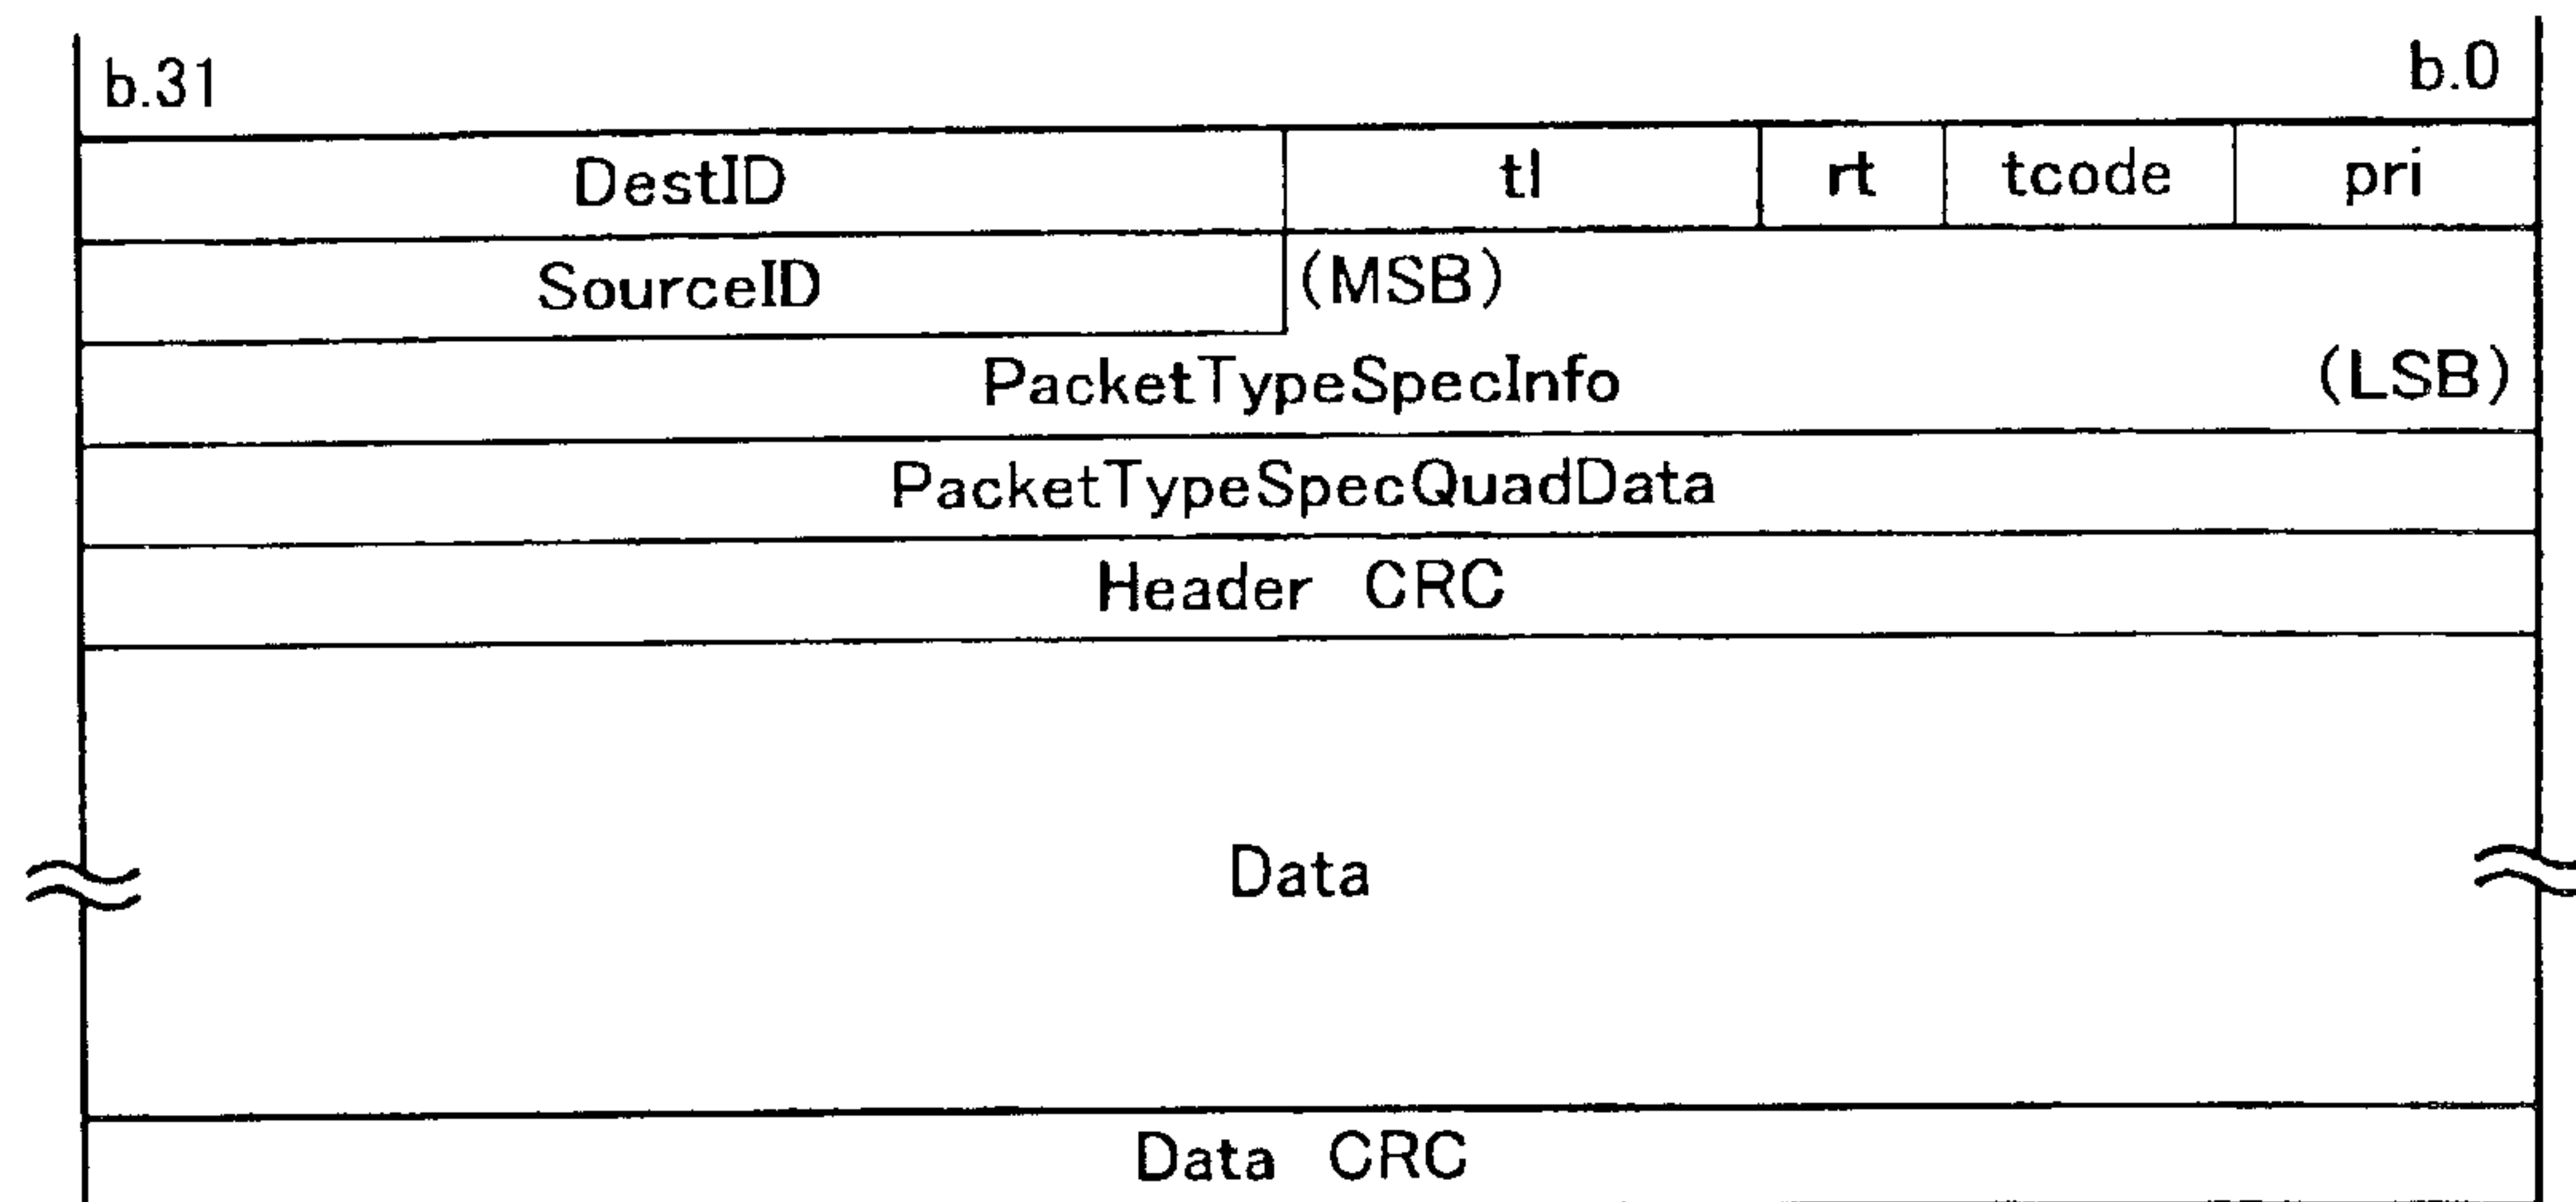 b.31 b.0
DestID tl rt tcode pri
SourceID (MSB)
PacketTypeSpecInfo (LSB)
PacketTypeSpecQuadData
Header CRC
Data
Data CRC